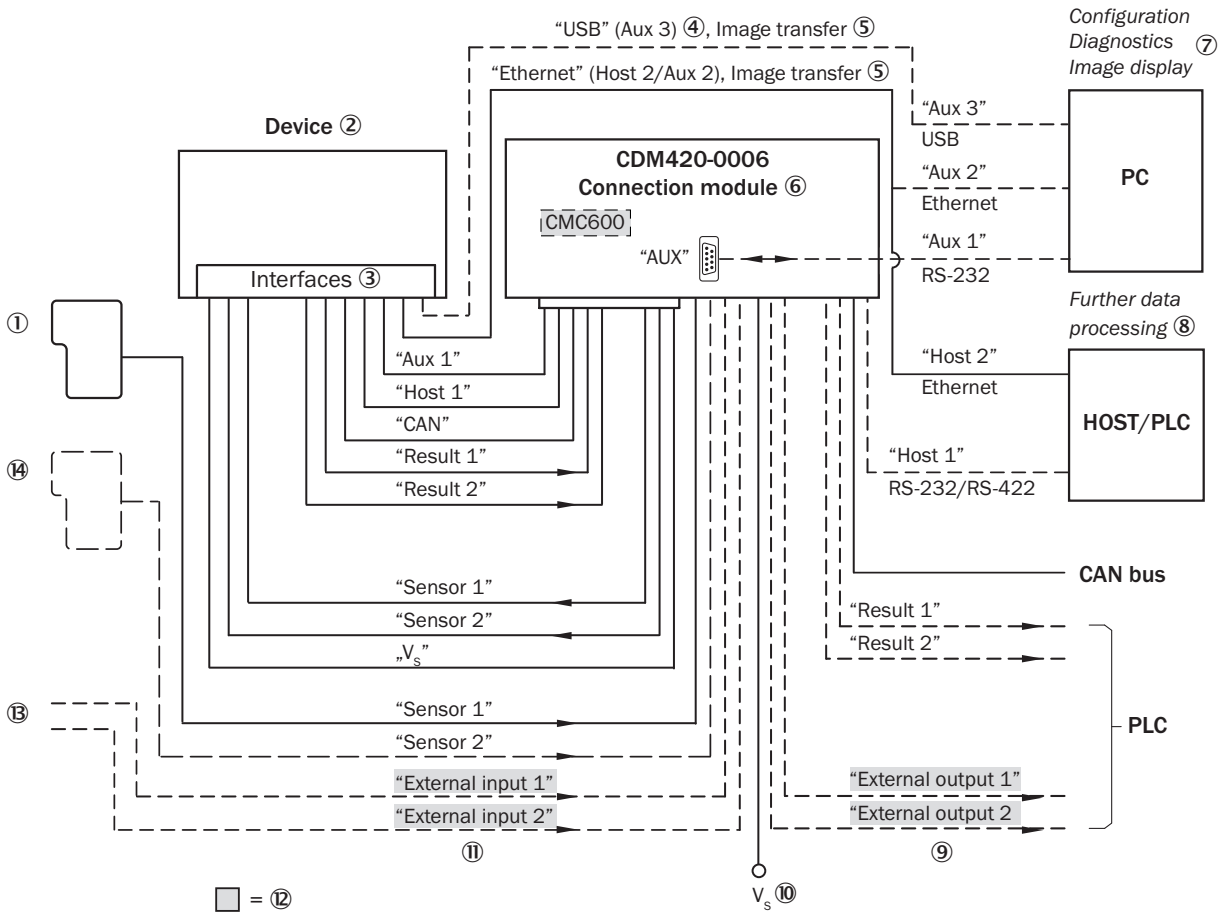 “USB” (Aux 3) ④, Image transfer ⑤
“Ethernet” (Host 2/Aux 2), Image transfer ⑤
Configuration
Diagnostics ⑦
Image display
Device ②
Interfaces ③
CDM420-0006
Connection module ⑥
CMC600
“AUX”
“Aux 3”
USB
“Aux 2”
Ethernet
“Aux 1”
RS-232
PC
Further data
processing ⑧
“Host 2”
Ethernet
HOST/PLC
“Host 1”
RS-232/RS-422
①
“Aux 1”
“Host 1”
“CAN”
“Result 1”
“Result 2”
⑭
CAN bus
“Sensor 1”
“Sensor 2”
„Vs”
“Result 1”
“Result 2”
PLC
⑬
“Sensor 1”
“Sensor 2”
“External input 1”
“External input 2”
⑪
“External output 1”
“External output 2
⑨
= ⑫
Vs ⑩